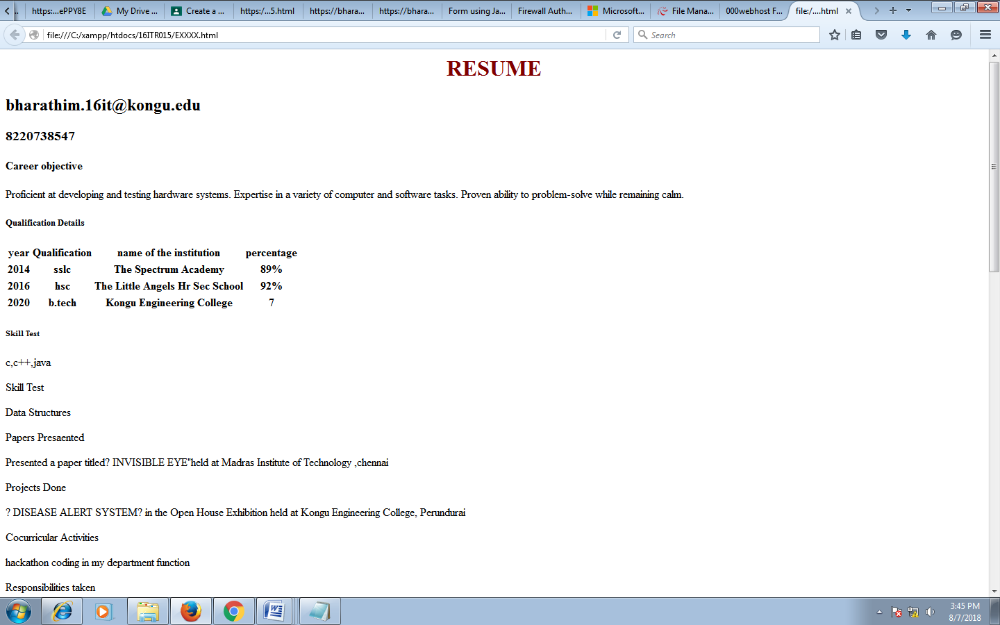 https:...ePPY8E
My Drive ...
Create a ...
https:/...5.html
https://bhara...
https://bhara...
Form using Ja...
Firewall Auth...
Microsoft...
File Mana...
000webhost F...
file:/....html
file:///C:/xampp/htdocs/16ITR015/EXXXX.html
Search
RESUME
bharathim.16it@kongu.edu
8220738547
Career objective
Proficient at developing and testing hardware systems. Expertise in a variety of computer and software tasks. Proven ability to problem-solve while remaining calm.
Qualification Details
year Qualification name of the institution percentage
2014 sslc The Spectrum Academy 89%
2016 hsc The Little Angels Hr Sec School 92%
2020 b.tech Kongu Engineering College 7
Skill Test
c,c++,java
Skill Test
Data Structures
Papers Presaented
Presented a paper titled? INVISIBLE EYE"held at Madras Institute of Technology ,chennai
Projects Done
? DISEASE ALERT SYSTEM? in the Open House Exhibition held at Kongu Engineering College, Perundurai
Cocurricular Activities
hackathon coding in my department function
Responsibilities taken
3:45 PM
8/7/2018